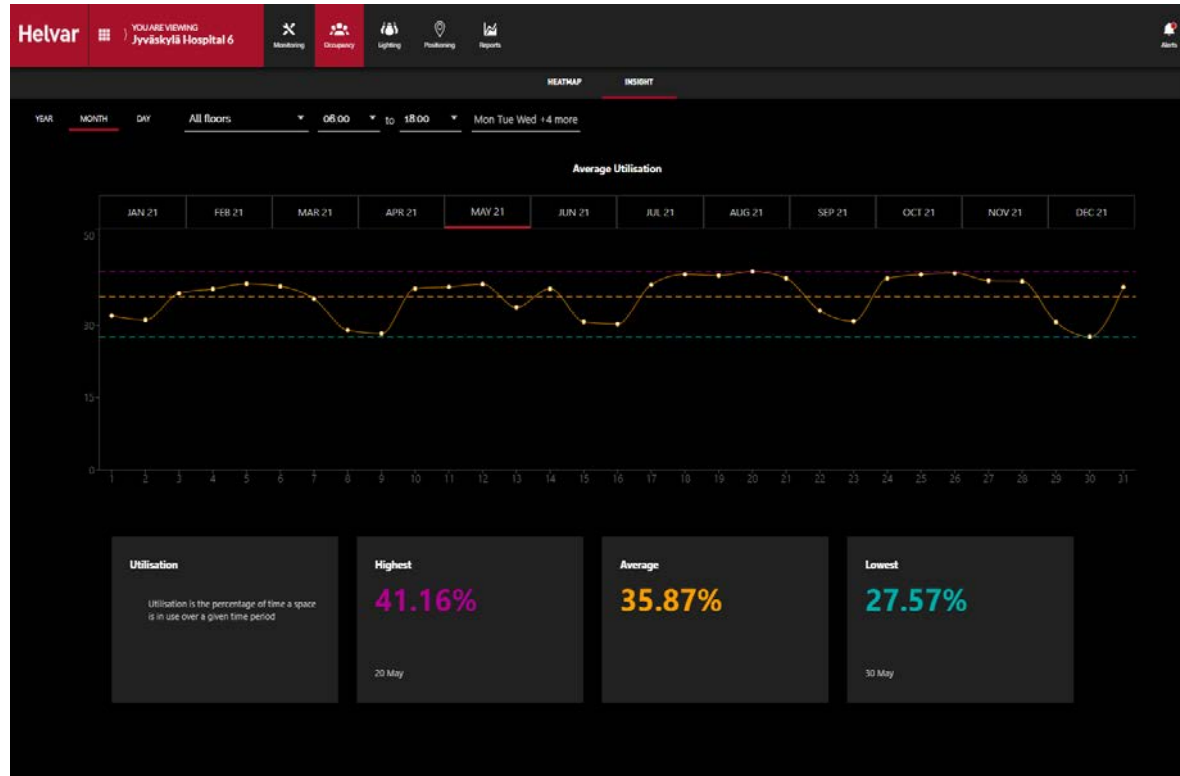 Helvar
YOU ARE VIEWING
Jyväskylä Hospital 6
Monitoring
Occupancy
Lighting
Positioning
Reports
Alerts
HEATMAP
INSIGHT
YEAR
MONTH
DAY
All floors
06:00 to 18:00
Mon Tue Wed +4 more
Average Utilisation
JAN 21
FEB 21
MAR 21
APR 21
MAY 21
JUN 21
JUL 21
AUG 21
SEP 21
OCT 21
NOV 21
DEC 21
50
30
15
0
1 2 3 4 5 6 7 8 9 10 11 12 13 14 15 16 17 18 19 20 21 22 23 24 25 26 27 28 29 30 31
Utilisation
Utilisation is the percentage of time a space
is in use over a given time period
Highest
41.16%
20 May
Average
35.87%
Lowest
27.57%
30 May